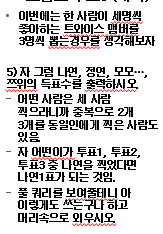 이번에는 한 사람이 세명씩
좋아하는 트와이스 맴버를
3명씩 뽑는경우를 생각해보자
5) 자 그럼 나연, 정연, 모모…,
쯔위의 득표수를 출력하시오
- 어떤 사람은 세 사람
찍으라니까 중복으로 2개
3개를 동일인에게 찍은 사람도
있음.
- 자 어떤이가 투표1, 투표2,
투표3 중 나연을 찍었다면
나연1표가 되는 것임.
- 풀 쿼리를 보여줄테니 아
이렇게도 쓰는구나 하고
머리속으로 외우시오